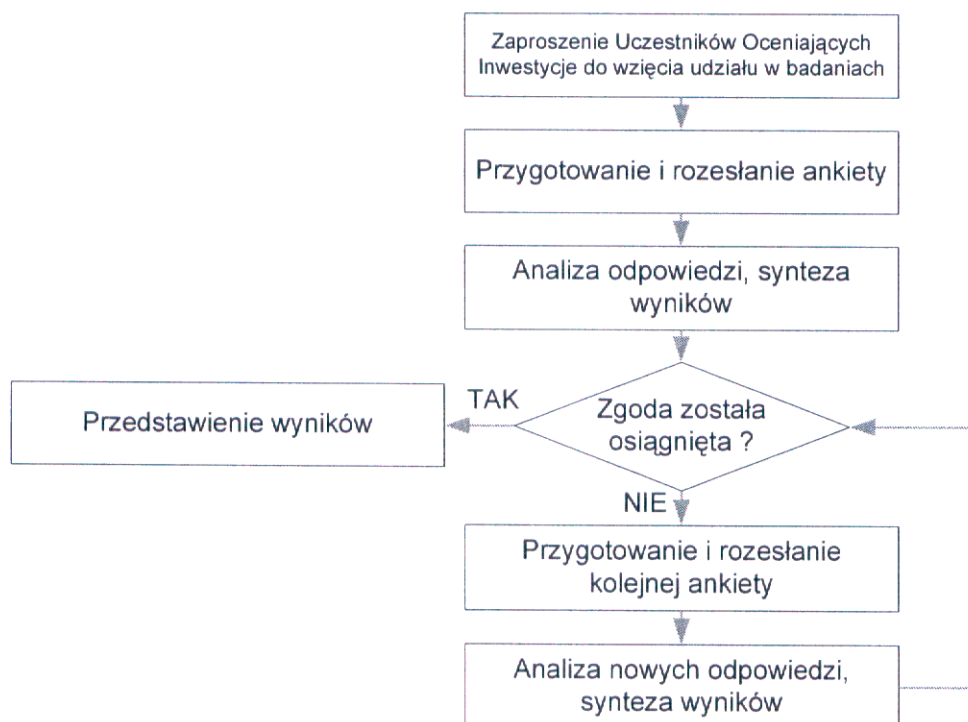 Zaproszenie Uczestników Oceniających
Inwestycje do wzięcia udziału w badaniach
Przygotowanie i rozesłanie ankiety
Analiza odpowiedzi, synteza
wyników
Zgoda została
osiągnięta ?
TAK
Przedstawienie wyników
NIE
Przygotowanie i rozesłanie
kolejnej ankiety
Analiza nowych odpowiedzi,
synteza wyników